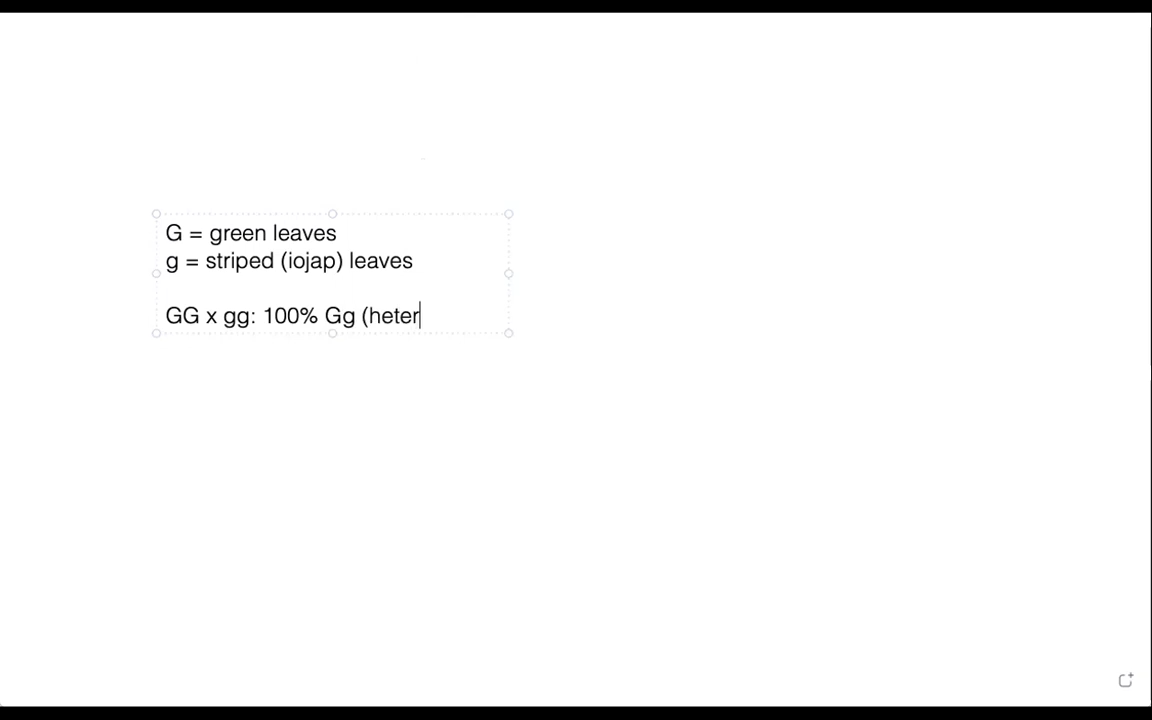 G = green leaves
g = striped (iojap) leaves
GG x gg: 100% Gg (heter